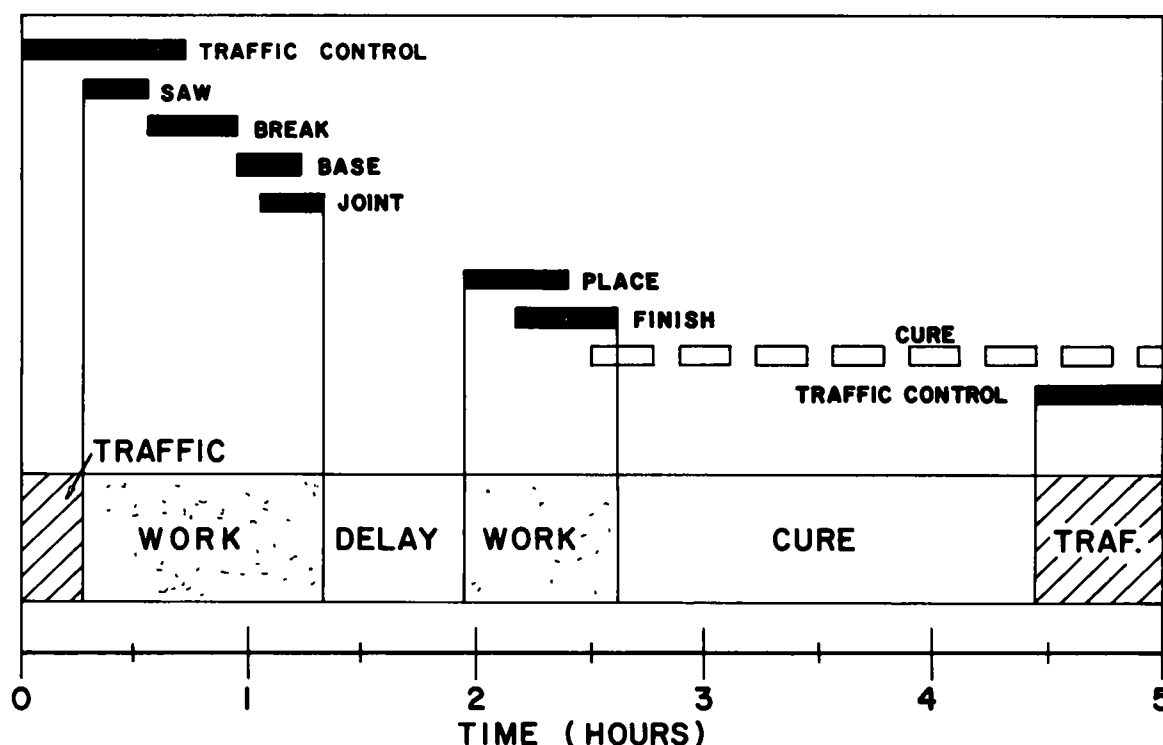 TRAFFIC CONTROL
SAW
BREAK
BASE
JOINT
PLACE
FINISH
CURE
TRAFFIC CONTROL
TRAFFIC
WORK DELAY WORK CURE TRAF.
0 1 2 3 4 5
TIME (HOURS)